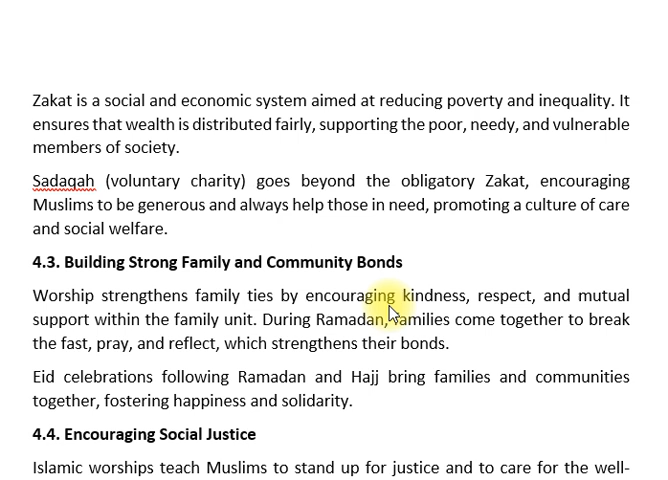 Zakat is a social and economic system aimed at reducing poverty and inequality. It
ensures that wealth is distributed fairly, supporting the poor, needy, and vulnerable
members of society.
Sadaqah (voluntary charity) goes beyond the obligatory Zakat, encouraging
Muslims to be generous and always help those in need, promoting a culture of care
and social welfare.
4.3. Building Strong Family and Community Bonds
Worship strengthens family ties by encouraging kindness, respect, and mutual
support within the family unit. During Ramadan, families come together to break
the fast, pray, and reflect, which strengthens their bonds.
Eid celebrations following Ramadan and Hajj bring families and communities
together, fostering happiness and solidarity.
4.4. Encouraging Social Justice
Islamic worships teach Muslims to stand up for justice and to care for the well-